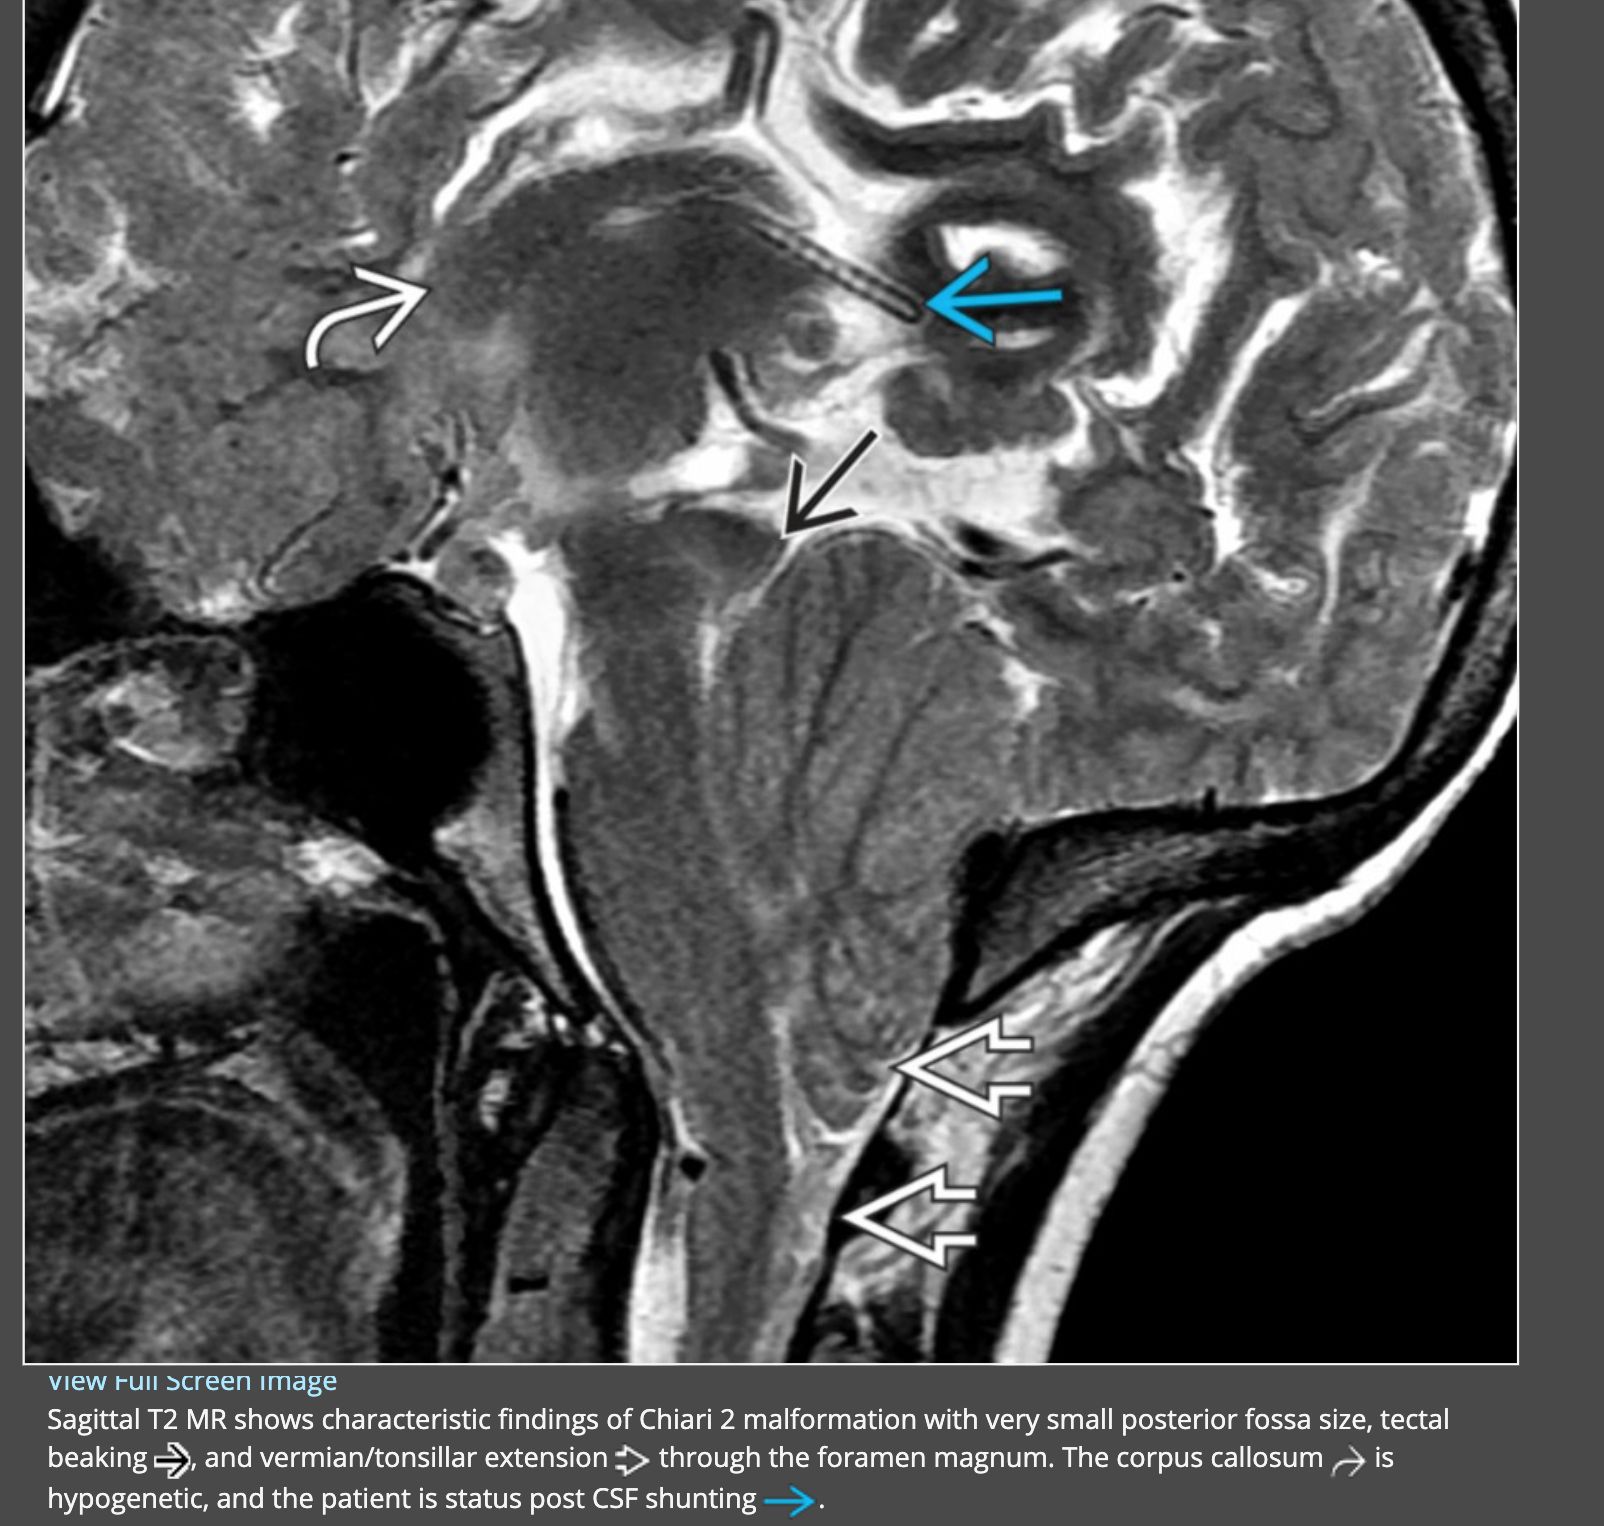 View Full Screen Image
Sagittal T2 MR shows characteristic findings of Chiari 2 malformation with very small posterior fossa size, tectal
beaking , and vermian/tonsillar extension through the foramen magnum. The corpus callosum is
hypogenetic, and the patient is status post CSF shunting .